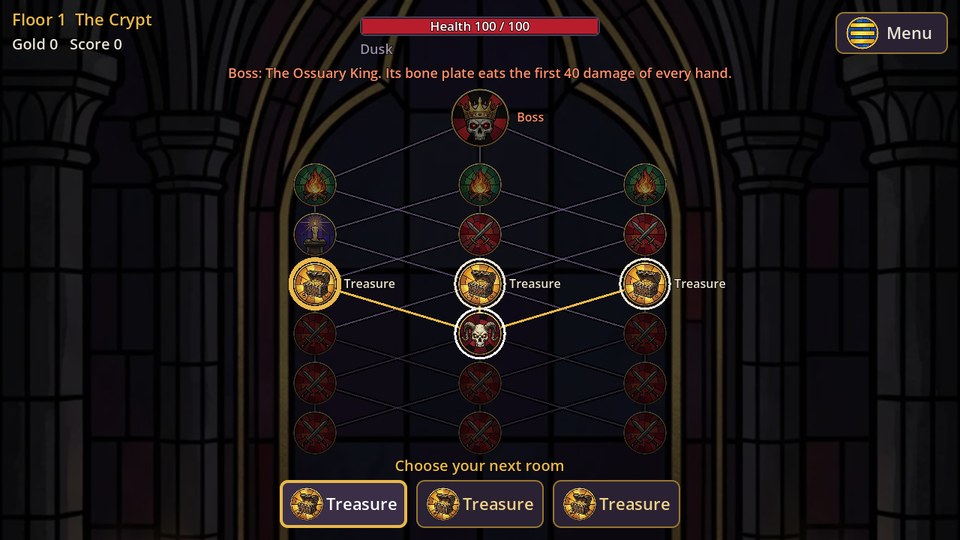 Floor 1 The Crypt
Gold 0 Score 0
Health 100 / 100
Dusk
Menu
Boss: The Ossuary King. Its bone plate eats the first 40 damage of every hand.
Boss
Treasure
Treasure
Treasure
Choose your next room
Treasure
Treasure
Treasure